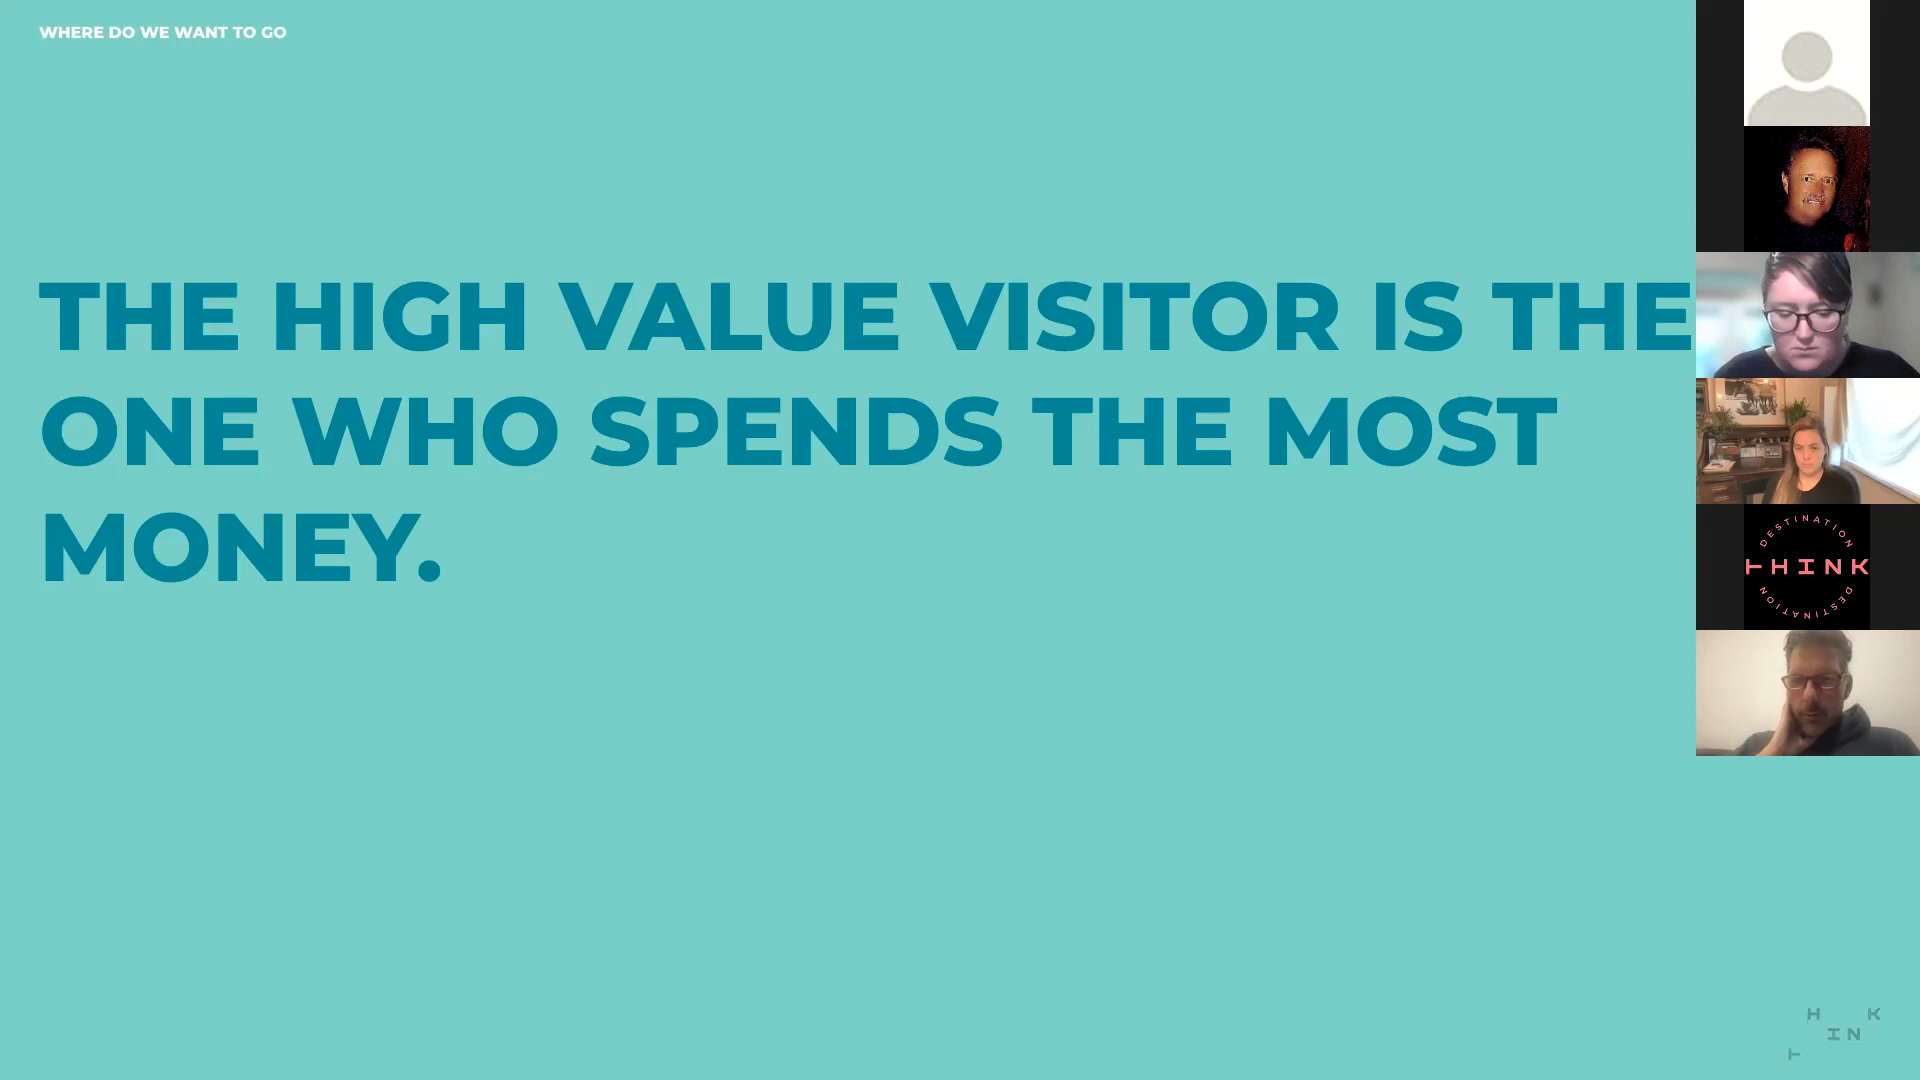 WHERE DO WE WANT TO GO
THE HIGH VALUE VISITOR IS THE
ONE WHO SPENDS THE MOST
MONEY.
DESTINATION
THINK
DESTINATION
THINK